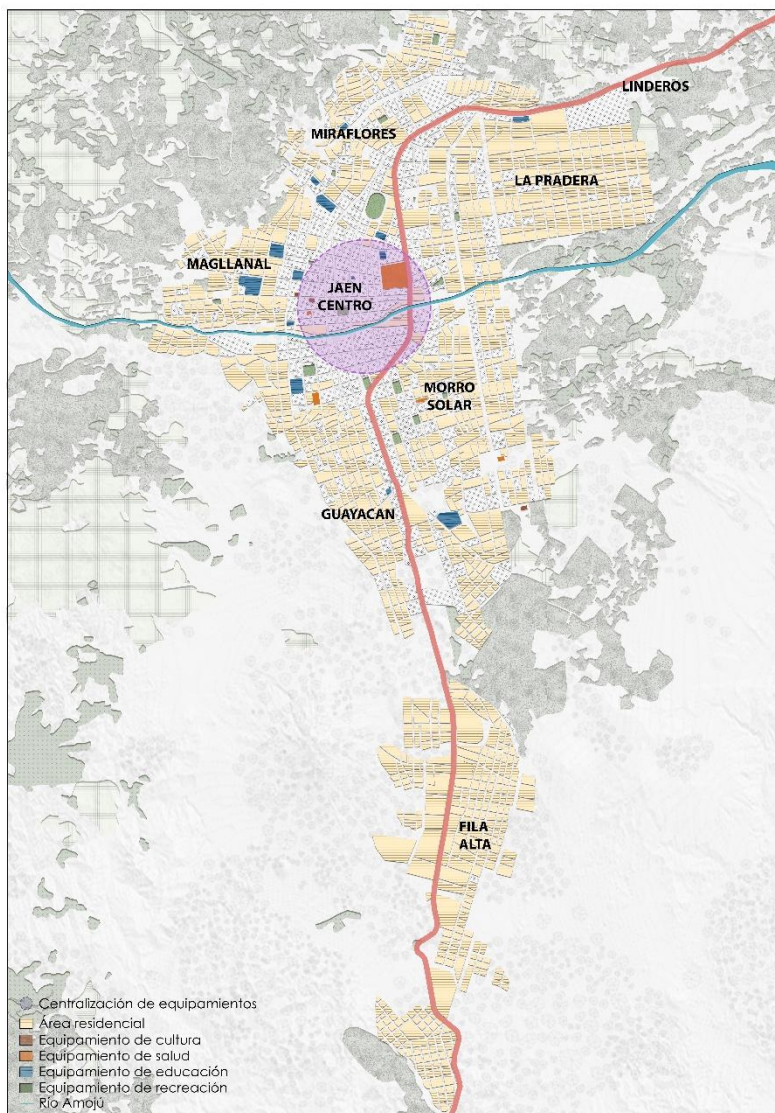 LINDEROS
MIRAFLORES
LA PRADERA
MAGLLANAL
JAEN
CENTRO
MORRO
SOLAR
GUAYACAN
FILA
ALTA
Centralización de equipamientos
Área residencial
Equipamiento de cultura
Equipamiento de salud
Equipamiento de educación
Equipamiento de recreación
Río Amojú